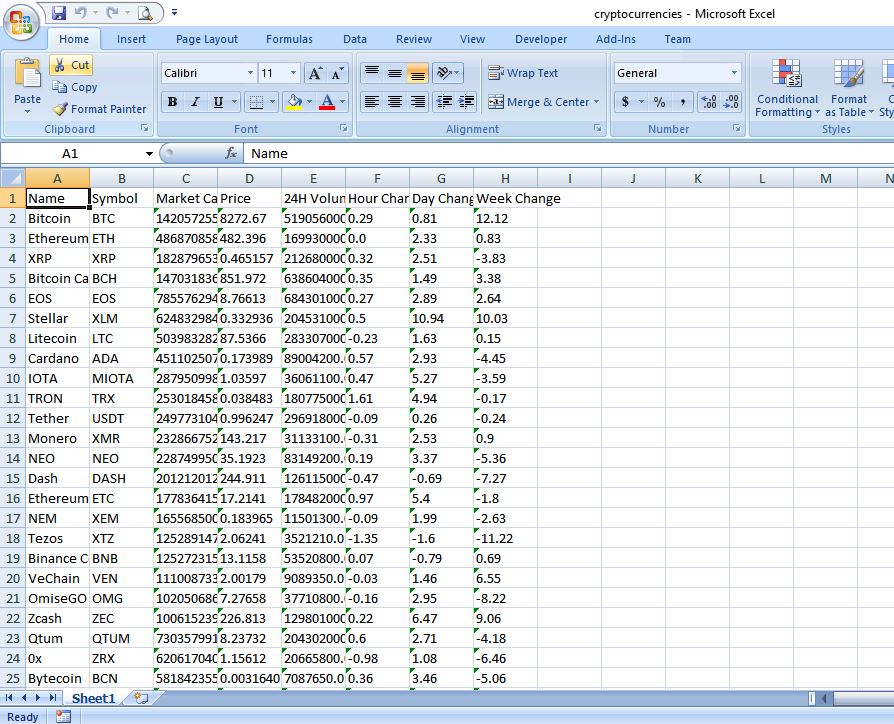 cryptocurrencies - Microsoft Excel
Home Insert Page Layout Formulas Data Review View Developer Add-Ins Team
Paste
Cut
Copy
Format Painter
Clipboard
Calibri 11 A A
B I U A
Font
Wrap Text
Merge & Center
Alignment
General
$ % , .00 .00
Number
Conditional Formatting
Format as Table
Styles
A1 fx Name
A B C D E F G H I J K L M N
1 Name Symbol Market Ca Price 24H Volun Hour Char Day Chang Week Change
2 Bitcoin BTC 142057255 8272.67 519056000 0.29 0.81 12.12
3 Ethereum ETH 486870858 482.396 169930000 0.0 2.33 0.83
4 XRP XRP 182879653 0.465157 212680000 0.32 2.51 -3.83
5 Bitcoin Ca BCH 147031836 851.972 638604000 0.35 1.49 3.38
6 EOS EOS 785576294 8.76613 684301000 0.27 2.89 2.64
7 Stellar XLM 624832984 0.332936 204531000 0.5 10.94 10.03
8 Litecoin LTC 503983282 87.5366 283307000 -0.23 1.63 0.15
9 Cardano ADA 451102507 0.173989 89004200. 0.57 2.93 -4.45
10 IOTA MIOTA 287950998 1.03597 36061100. 0.47 5.27 -3.59
11 TRON TRX 253018458 0.038483 180775000 1.61 4.94 -0.17
12 Tether USDT 249773104 0.996247 296918000 -0.09 0.26 -0.24
13 Monero XMR 232866752 143.217 31133100. -0.31 2.53 0.9
14 NEO NEO 228749950 35.1923 83149200. 0.19 3.37 -5.36
15 Dash DASH 201212012 244.911 126115000 -0.47 -0.69 -7.27
16 Ethereum ETC 177836415 17.2141 178482000 0.97 5.4 -1.8
17 NEM XEM 165568500 0.183965 11501300. -0.09 1.99 -2.63
18 Tezos XTZ 125289147 2.06241 3521210.0 -1.35 -1.6 -11.22
19 Binance C BNB 125272315 13.1158 53520800. 0.07 -0.79 0.69
20 VeChain VEN 111008733 2.00179 9089350.0 -0.03 1.46 6.55
21 OmiseGO OMG 102050686 7.27658 37710800. -0.16 2.95 -8.22
22 Zcash ZEC 100615239 226.813 129801000 0.22 6.47 9.06
23 Qtum QTUM 730357991 8.23732 204302000 0.6 2.71 -4.18
24 0x ZRX 620617040 1.15612 20665800. -0.98 1.08 -6.46
25 Bytecoin BCN 581842355 0.0031640 7087650.0 0.36 3.46 -5.06
Sheet1
Ready